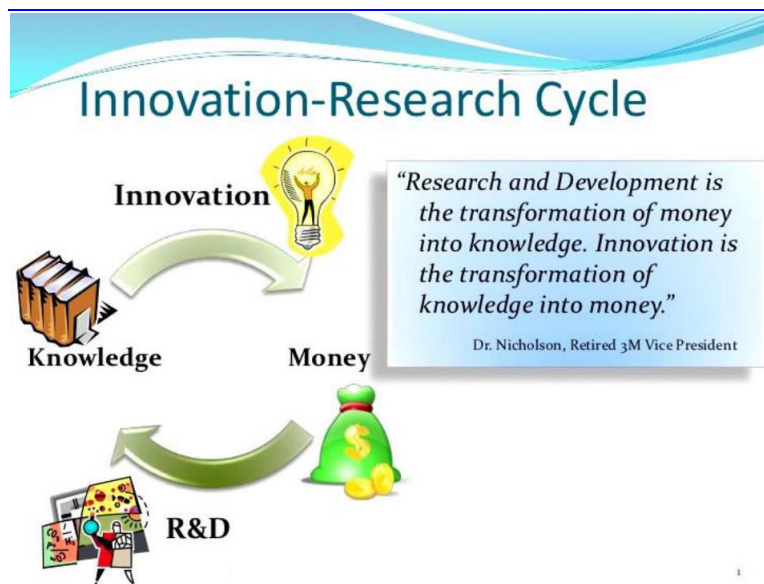 Innovation-Research Cycle
Innovation
Knowledge
Money
R&D
“Research and Development is
the transformation of money
into knowledge. Innovation is
the transformation of
knowledge into money.”
Dr. Nicholson, Retired 3M Vice President
1